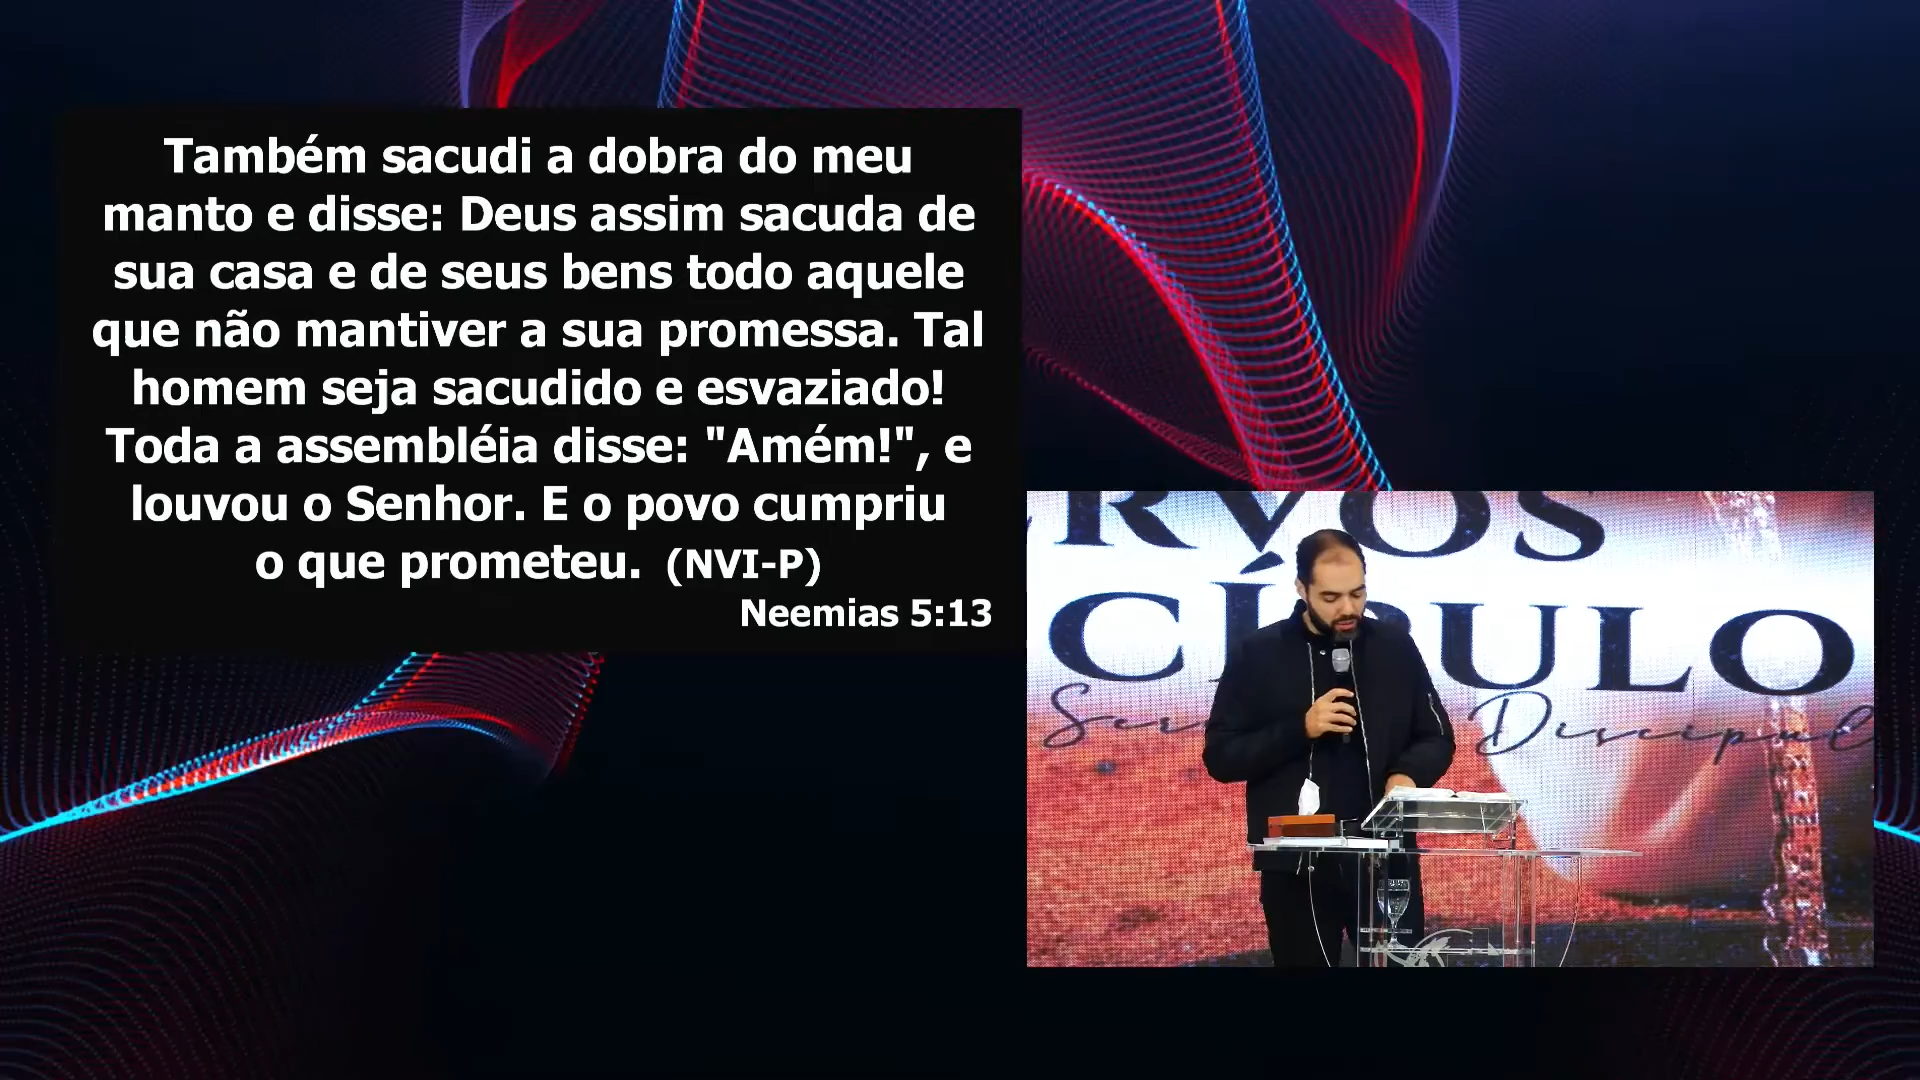 Também sacudi a dobra do meu
manto e disse: Deus assim sacuda de
sua casa e de seus bens todo aquele
que não mantiver a sua promessa. Tal
homem seja sacudido e esvaziado!
Toda a assembléia disse: "Amém!", e
louvou o Senhor. E o povo cumpriu
o que prometeu. (NVI-P)
Neemias 5:13
RVOS
CÍPULO